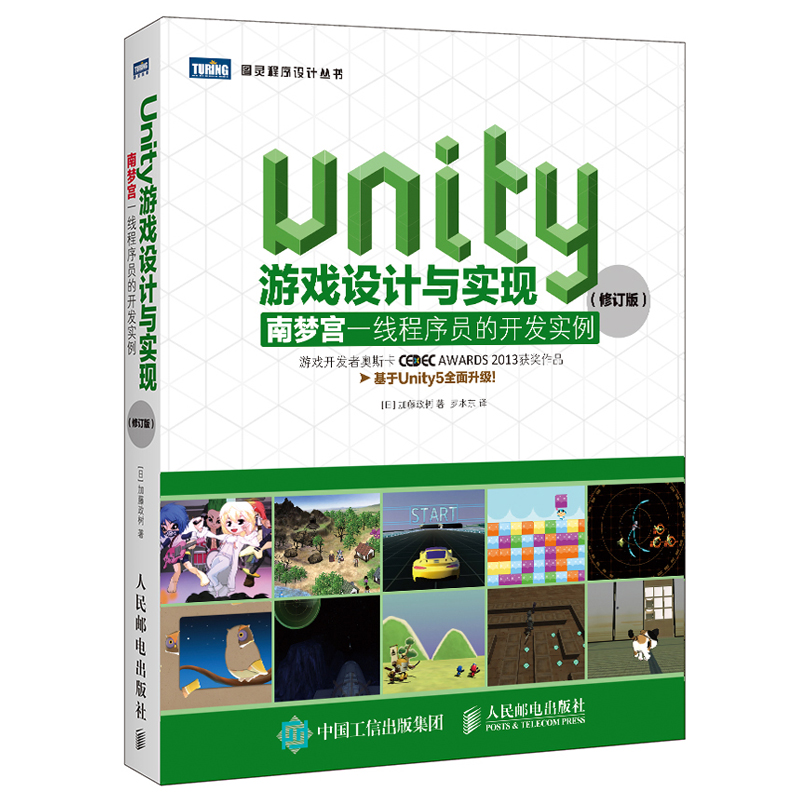 TURING
图灵程序设计丛书
unity
游戏设计与实现
(修订版)
南梦宫一线程序员的开发实例
游戏开发者奥斯卡 CEDEC AWARDS 2013获奖作品
➤ 基于Unity5全面升级!
[日] 加藤政树 著 罗水东 译
START
中国工信出版集团
人民邮电出版社
POSTS & TELECOM PRESS
Unity游戏设计与实现
南梦宫一线程序员的开发实例
(修订版)
[日] 加藤政树 著
人民邮电出版社